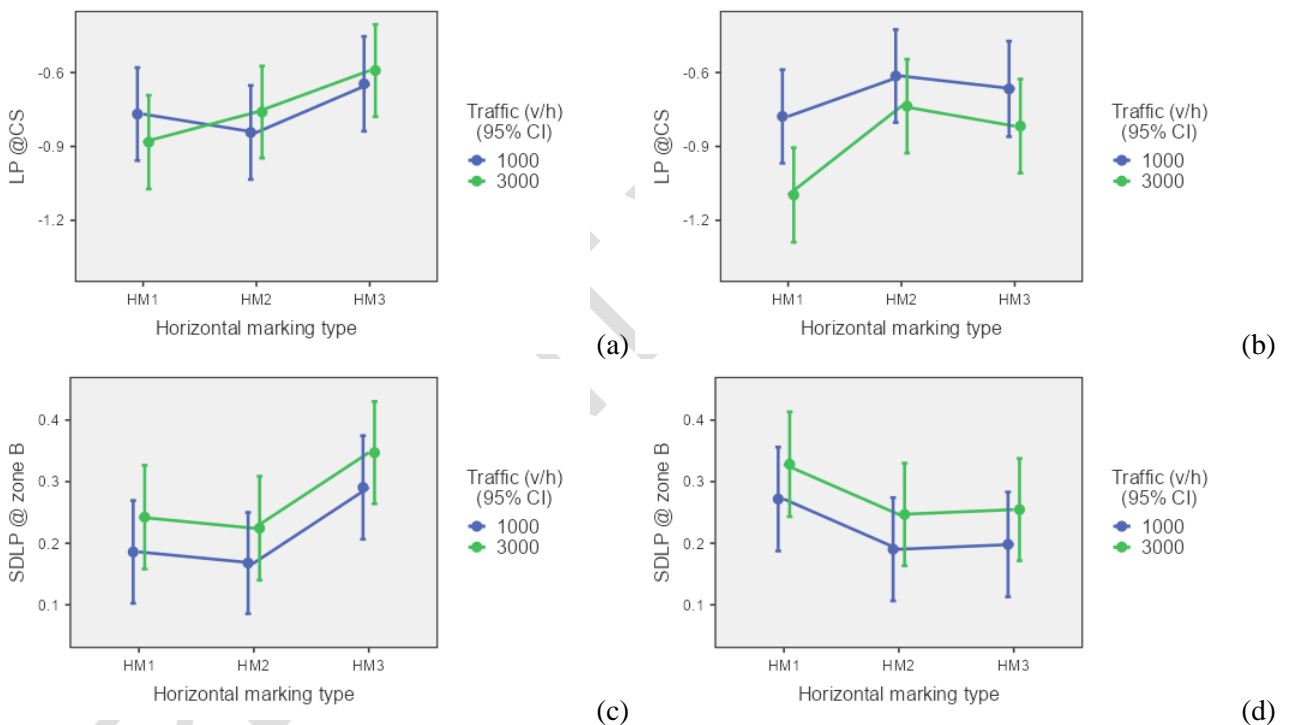 LP @CS
-0.6
-0.9
-1.2
HM1 HM2 HM3
Horizontal marking type
Traffic (v/h)
(95% CI)
1000
3000
(a)
LP @CS
-0.6
-0.9
-1.2
HM1 HM2 HM3
Horizontal marking type
Traffic (v/h)
(95% CI)
1000
3000
(b)
SDLP @ zone B
0.4
0.3
0.2
0.1
HM1 HM2 HM3
Horizontal marking type
Traffic (v/h)
(95% CI)
1000
3000
(c)
SDLP @ zone B
0.4
0.3
0.2
0.1
HM1 HM2 HM3
Horizontal marking type
Traffic (v/h)
(95% CI)
1000
3000
(d)